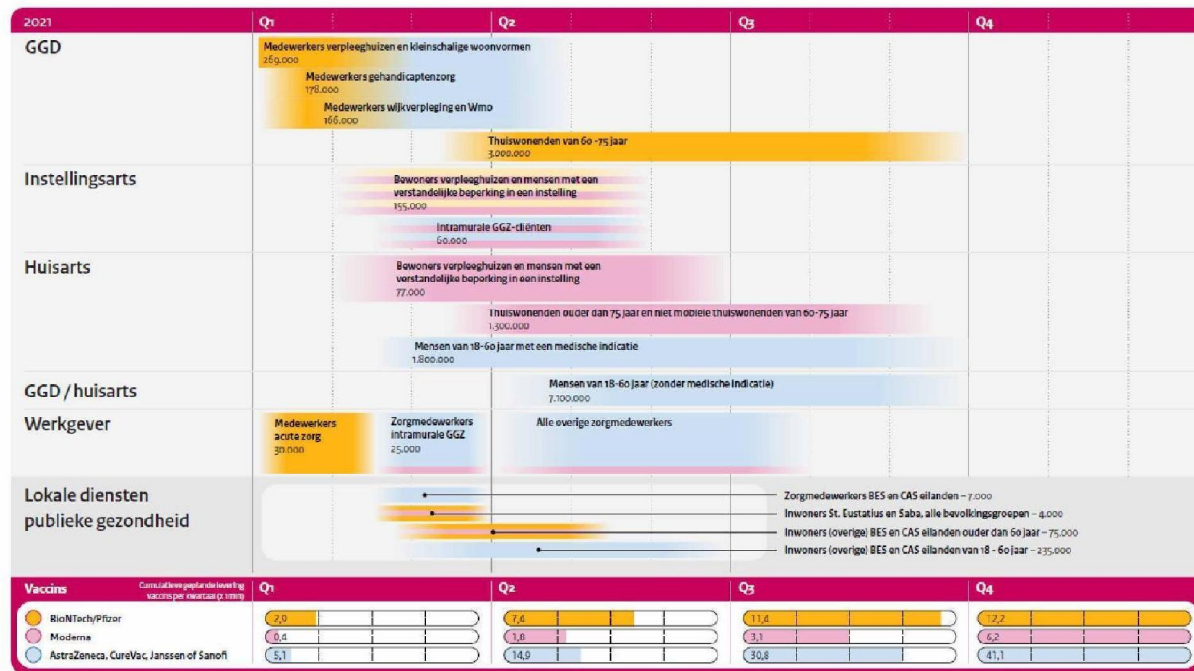 2021 Q1 Q2 Q3 Q4
GGD
Medewerkers verpleeghuizen en kleinschalige woonvormen
269.000
Medewerkers gehandicaptenzorg
178.000
Medewerkers wijkverpleging en Wmo
166.000
Thuiswonenden van 60 -75 jaar
3.000.000
Instellingsarts
Bewoners verpleeghuizen en mensen met een
verstandelijke beperking in een instelling
155.000
Intramurale GGZ-cliënten
60.000
Huisarts
Bewoners verpleeghuizen en mensen met een
verstandelijke beperking in een instelling
77.000
Thuiswonenden ouder dan 75 jaar en niet mobiele thuiswonenden van 60-75 jaar
1.300.000
Mensen van 18-60 jaar met een medische indicatie
1.800.000
GGD / huisarts
Mensen van 18-60 jaar (zonder medische indicatie)
7.100.000
Werkgever
Medewerkers
acute zorg
30.000
Zorgmedewerkers
intramurale GGZ
25.000
Alle overige zorgmedewerkers
Lokale diensten
publieke gezondheid
Zorgmedewerkers BES en CAS eilanden – 7.000
Inwoners St. Eustatius en Saba, alle bevolkingsgroepen – 4.000
Inwoners (overige) BES en CAS eilanden ouder dan 60 jaar – 75.000
Inwoners (overige) BES en CAS eilanden van 18 - 60 jaar – 235.000
Vaccins
Cumulatieve geplande levering
vaccins per kwartaal (x 1 mln)
Q1 Q2 Q3 Q4
BioNTech/Pfizer 2,0 7,4 11,4 12,2
Moderna 0,4 1,8 3,1 6,2
AstraZeneca, CureVac, Janssen of Sanofi 5,1 14,9 30,8 41,1